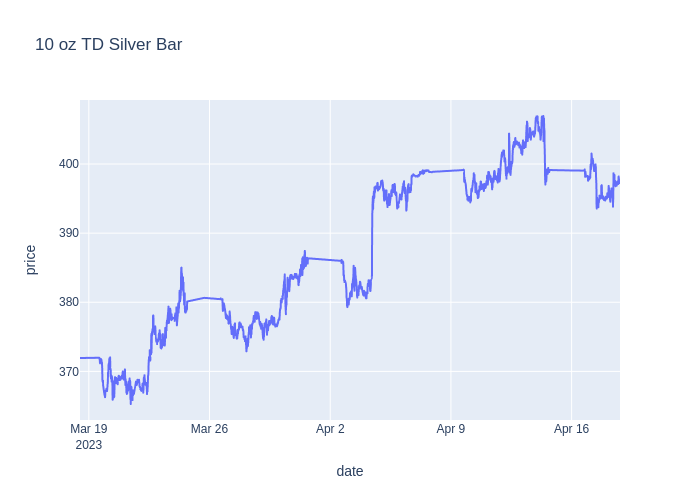 10 oz TD Silver Bar
price
400
390
380
370
Mar 19
2023
Mar 26
Apr 2
Apr 9
Apr 16
date